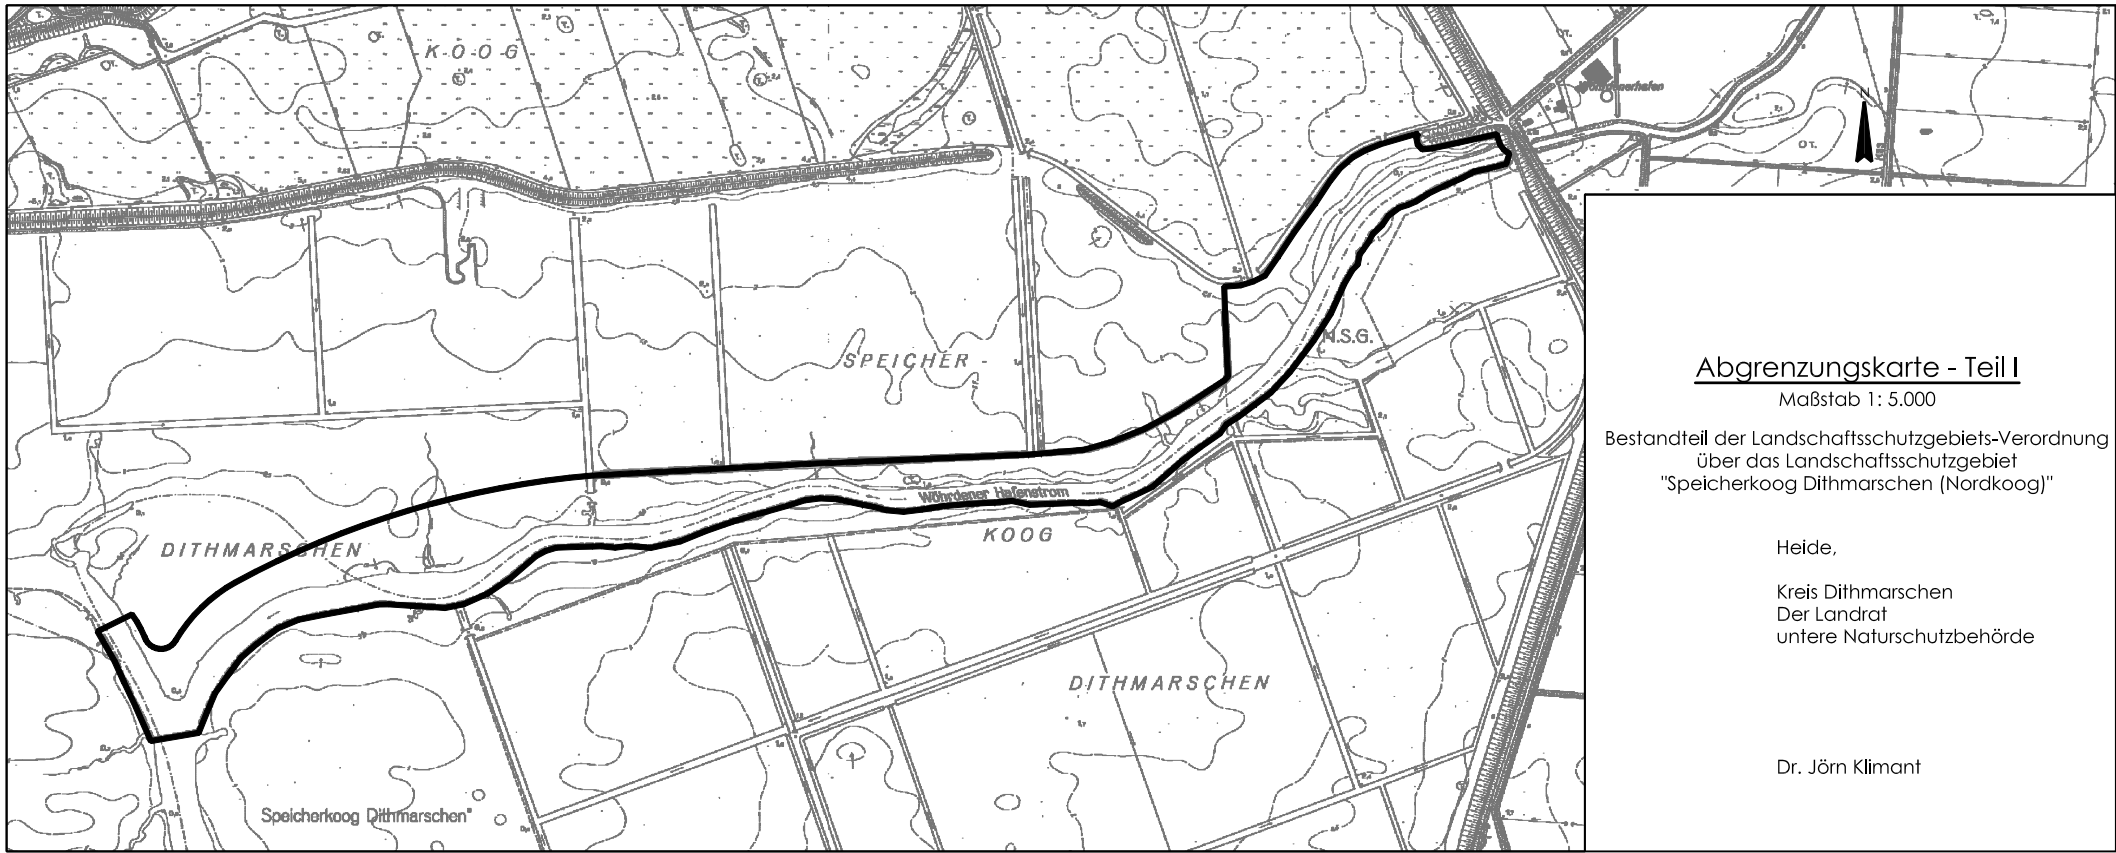 K O O G
Wöhrdenerhafen
N
SPEICHER
N.S.G.
Wöhrdener Hafenstrom
KOOG
DITHMARSCHEN
DITHMARSCHEN
Speicherkoog Dithmarschen"
Abgrenzungskarte - Teil I
Maßstab 1: 5.000
Bestandteil der Landschaftsschutzgebiets-Verordnung
über das Landschaftsschutzgebiet
"Speicherkoog Dithmarschen (Nordkoog)"
Heide,
Kreis Dithmarschen
Der Landrat
untere Naturschutzbehörde
Dr. Jörn Klimant